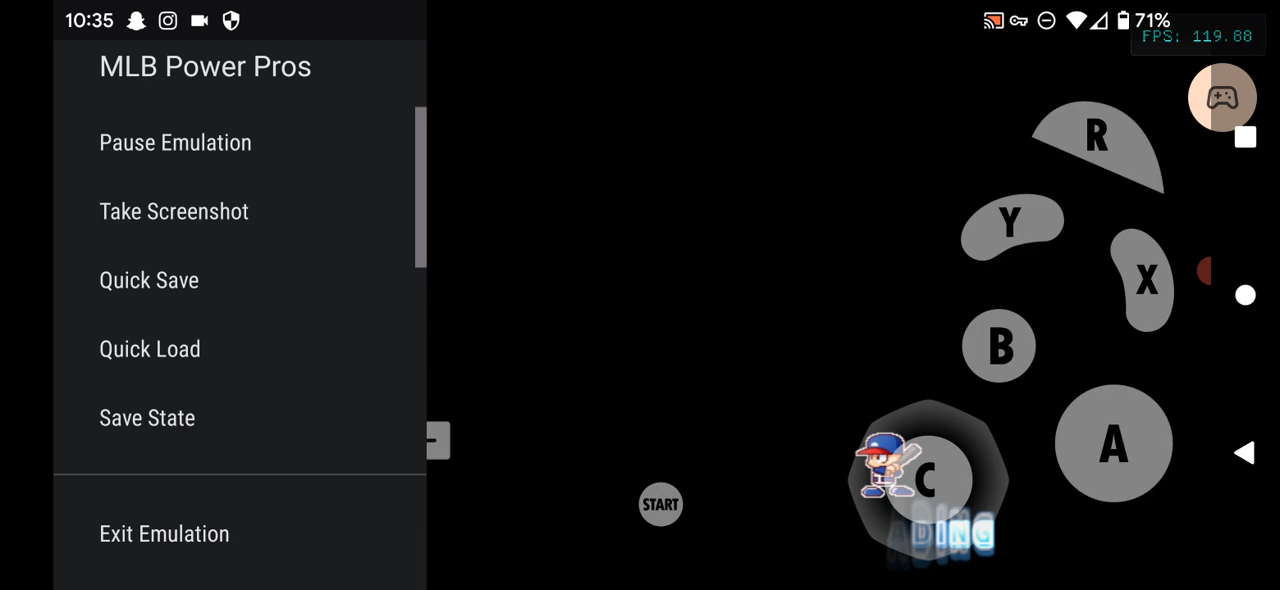 10:35
71%
FPS: 119.88
MLB Power Pros
Pause Emulation
Take Screenshot
Quick Save
Quick Load
Save State
Exit Emulation
R
Y
X
B
A
C
START
ADING